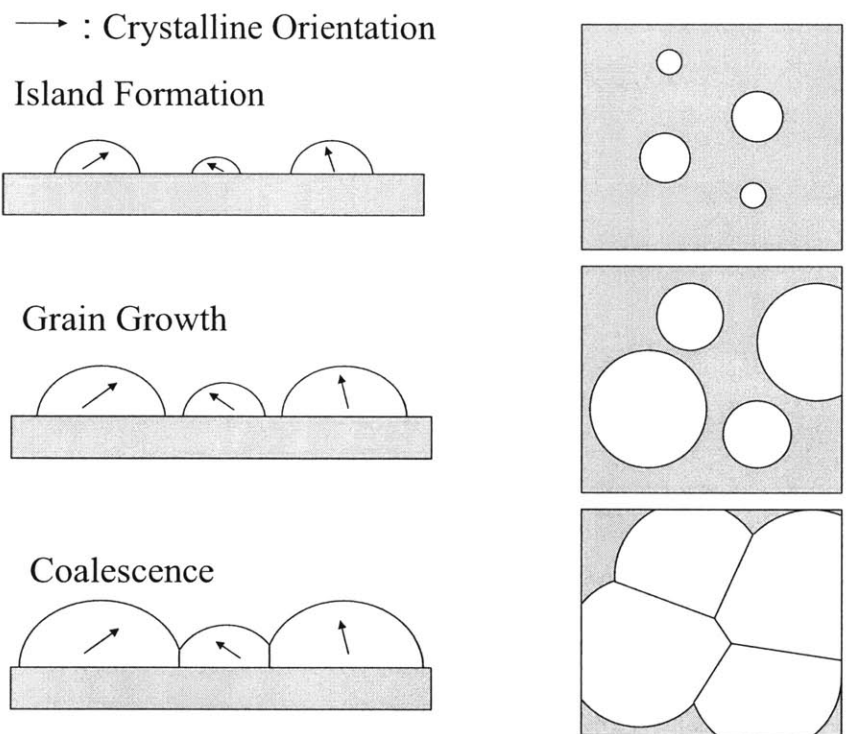 → : Crystalline Orientation
Island Formation
Grain Growth
Coalescence